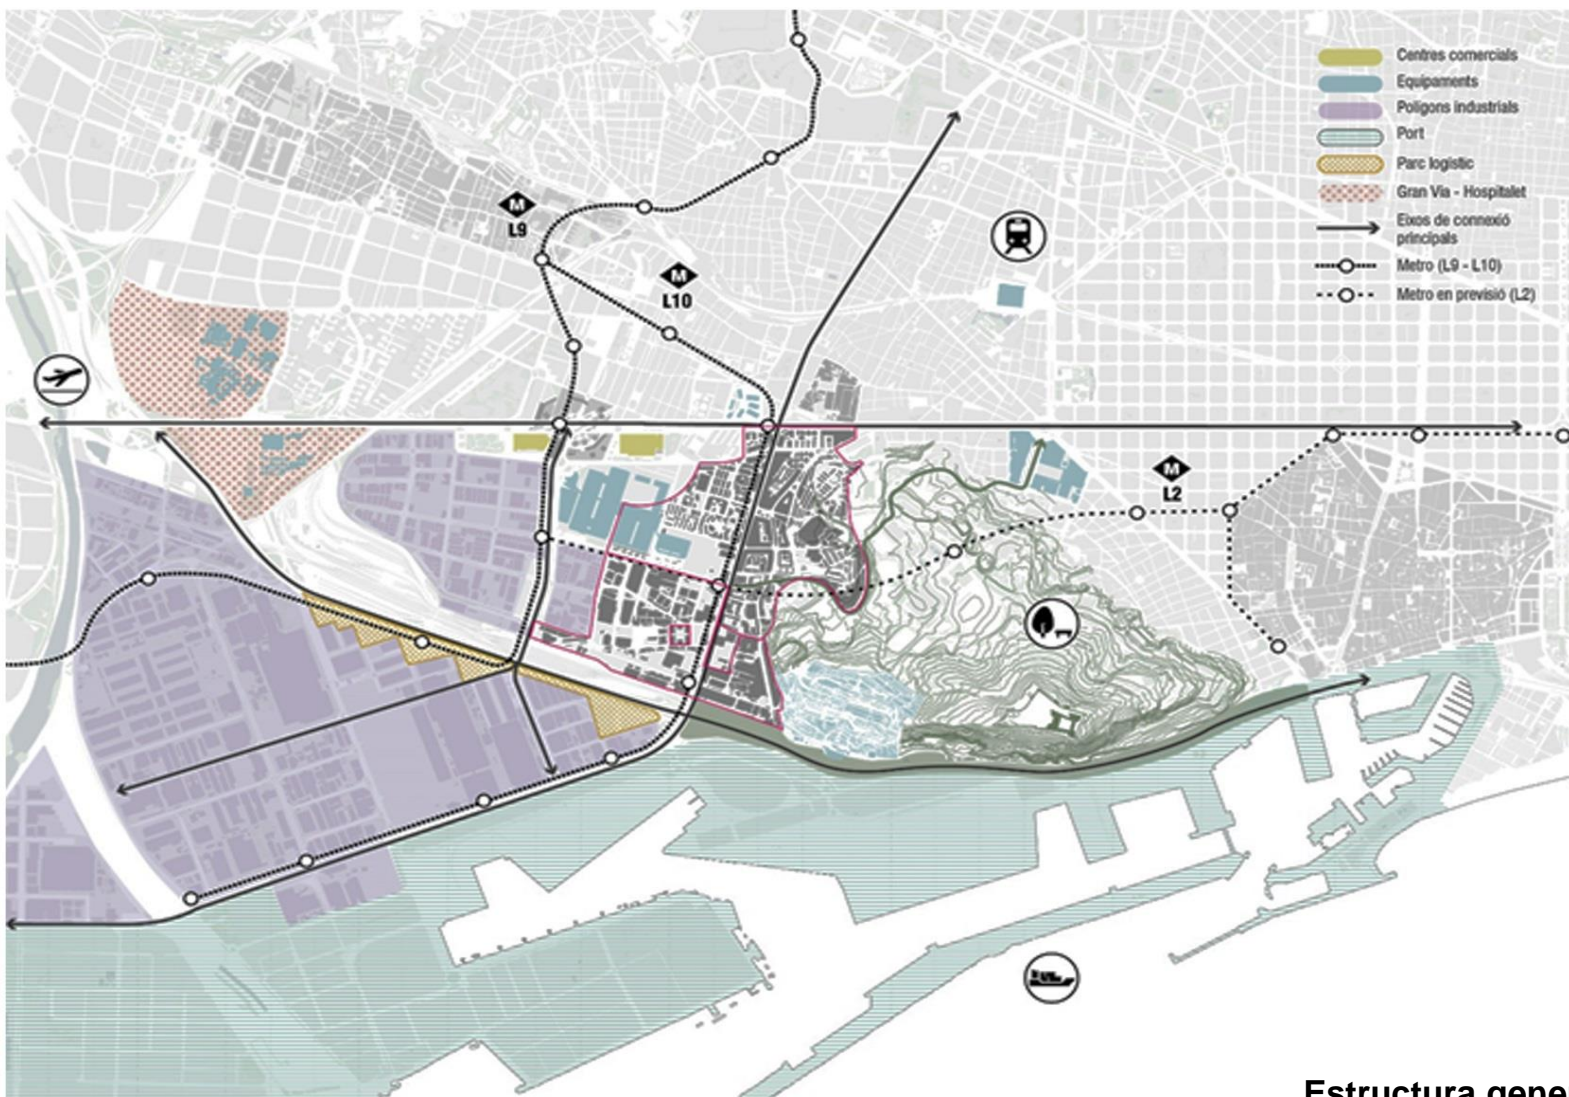 M
L9
M
L10
M
L2
Centres comercials
Equipaments
Polígons industrials
Port
Parc logístic
Gran Via - Hospitalet
Eixos de connexió
principals
Metro (L9 - L10)
Metro en previsió (L2)
Estructura gene